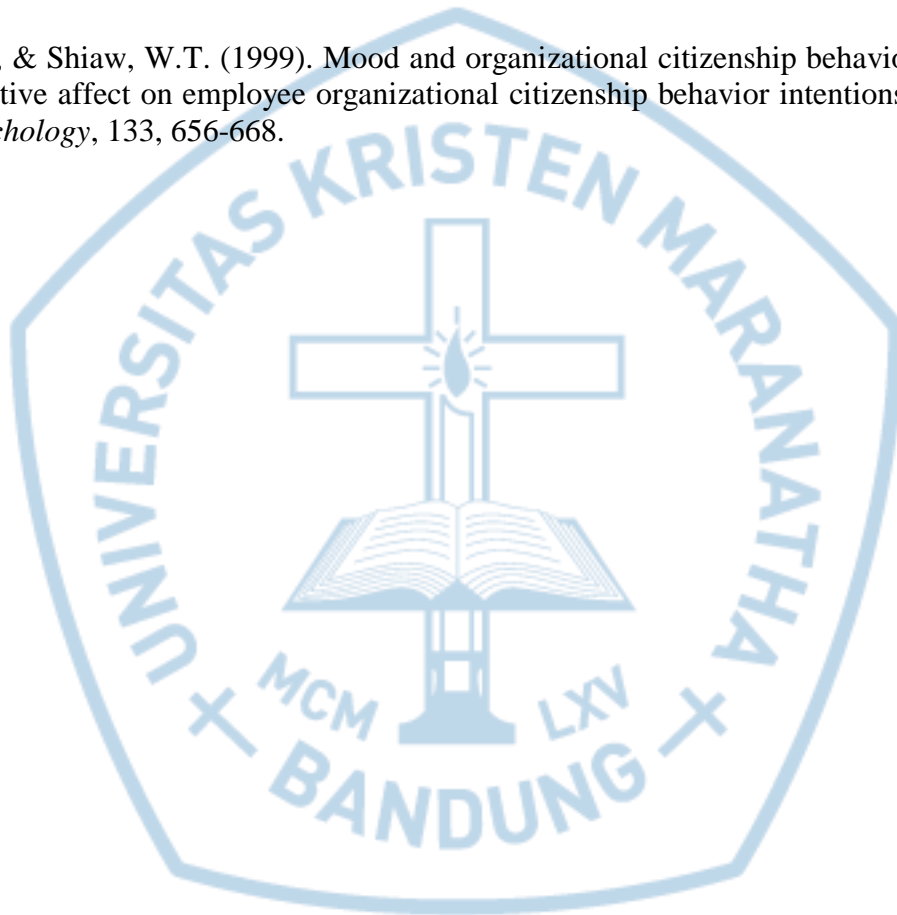 , & Shiaw, W.T. (1999). Mood and organizational citizenship behavio
tive affect on employee organizational citizenship behavior intentions
chology, 133, 656-668.
UNIVERSITAS KRISTEN MARANATHA
MCM LXV
BANDUNG